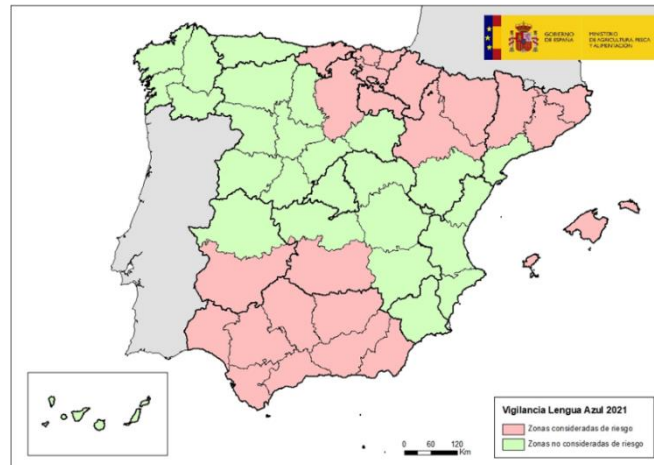 GOBIERNO
DE ESPAÑA
MINISTERIO
DE AGRICULTURA, PESCA
Y ALIMENTACIÓN
Vigilancia Lengua Azul 2021
Zonas consideradas de riesgo
Zonas no consideradas de riesgo
0 30 60 120
Km